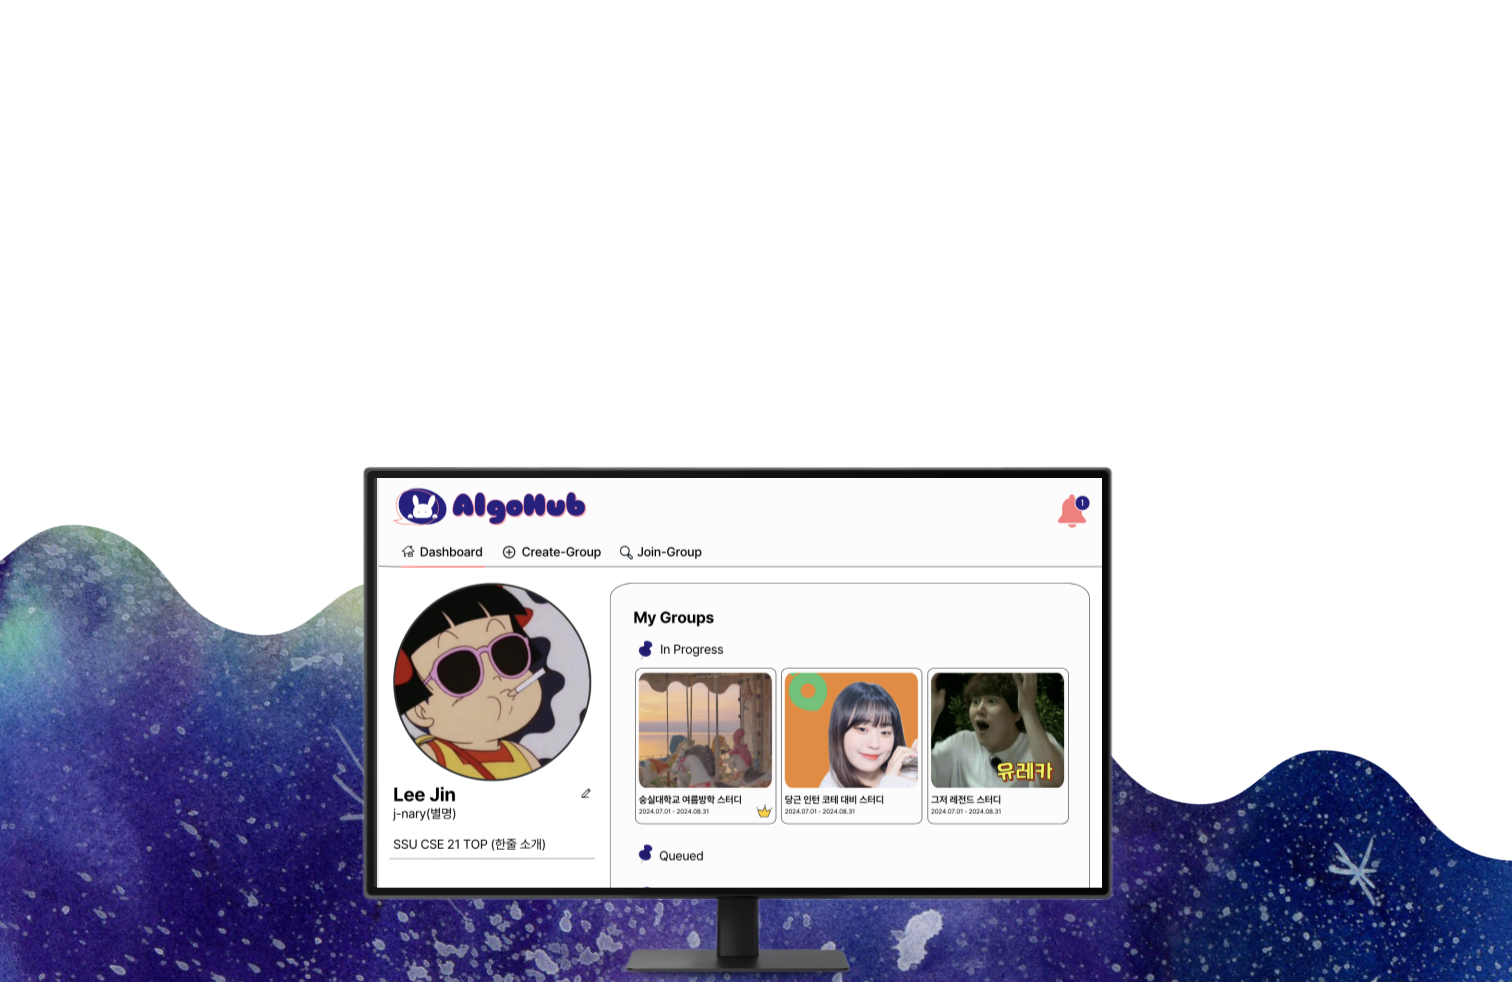 AlgoHub
1
Dashboard
Create-Group
Join-Group
Lee Jin
j-nary(별명)
SSU CSE 21 TOP (한줄 소개)
My Groups
In Progress
숭실대학교 여름방학 스터디
2024.07.01 - 2024.08.31
당근 인턴 코테 대비 스터디
2024.07.01 - 2024.08.31
유레카
그저 레전드 스터디
2024.07.01 - 2024.08.31
Queued